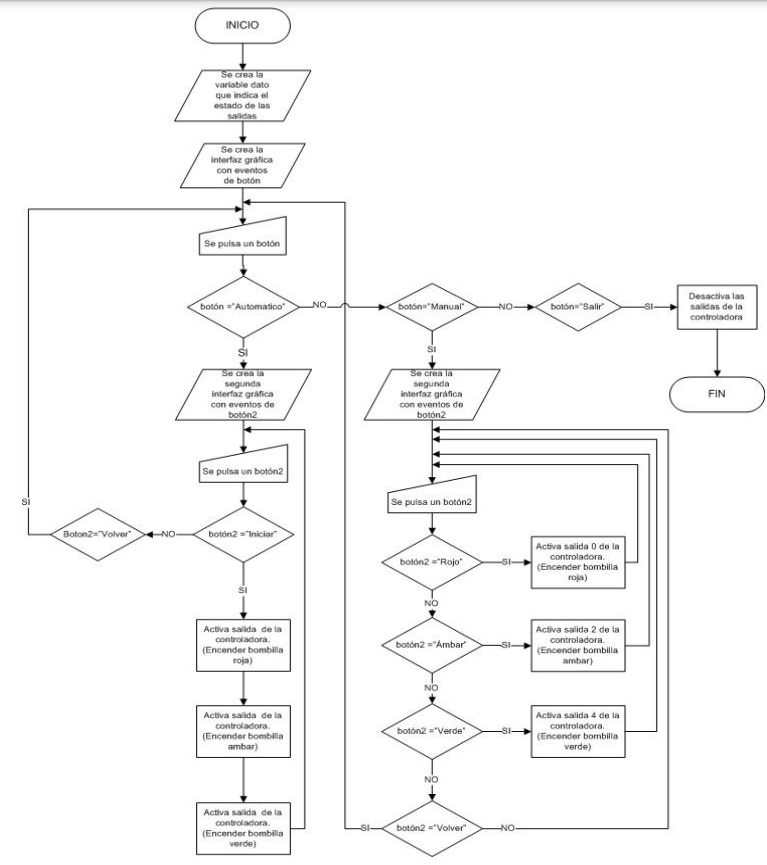 INICIO
Se crea la
variable dato
que indica el
estado de las
salidas
Se crea la
interfaz gráfica
con eventos
de botón
Se pulsa un botón
botón ="Automatico"
NO
botón="Manual"
NO
botón="Salir"
SI
Desactiva las
salidas de la
controladora
FIN
SI
Se crea la
segunda
interfaz gráfica
con eventos de
botón2
Se pulsa un botón2
botón2 ="Iniciar"
NO
Boton2="Volver"
SI
SI
Activa salida de la
controladora.
(Encender bombilla
roja)
Activa salida de la
controladora.
(Encender bombilla
ambar)
Activa salida de la
controladora.
(Encender bombilla
verde)
SI
Se crea la
segunda
interfaz gráfica
con eventos de
botón2
Se pulsa un botón2
botón2 ="Rojo"
SI
Activa salida 0 de la
controladora.
(Encender bombilla
roja)
NO
botón2 ="Ámbar"
SI
Activa salida 2 de la
controladora.
(Encender bombilla
ambar)
NO
botón2 ="Verde"
SI
Activa salida 4 de la
controladora.
(Encender bombilla
verde)
NO
botón2 ="Volver"
SI
NO